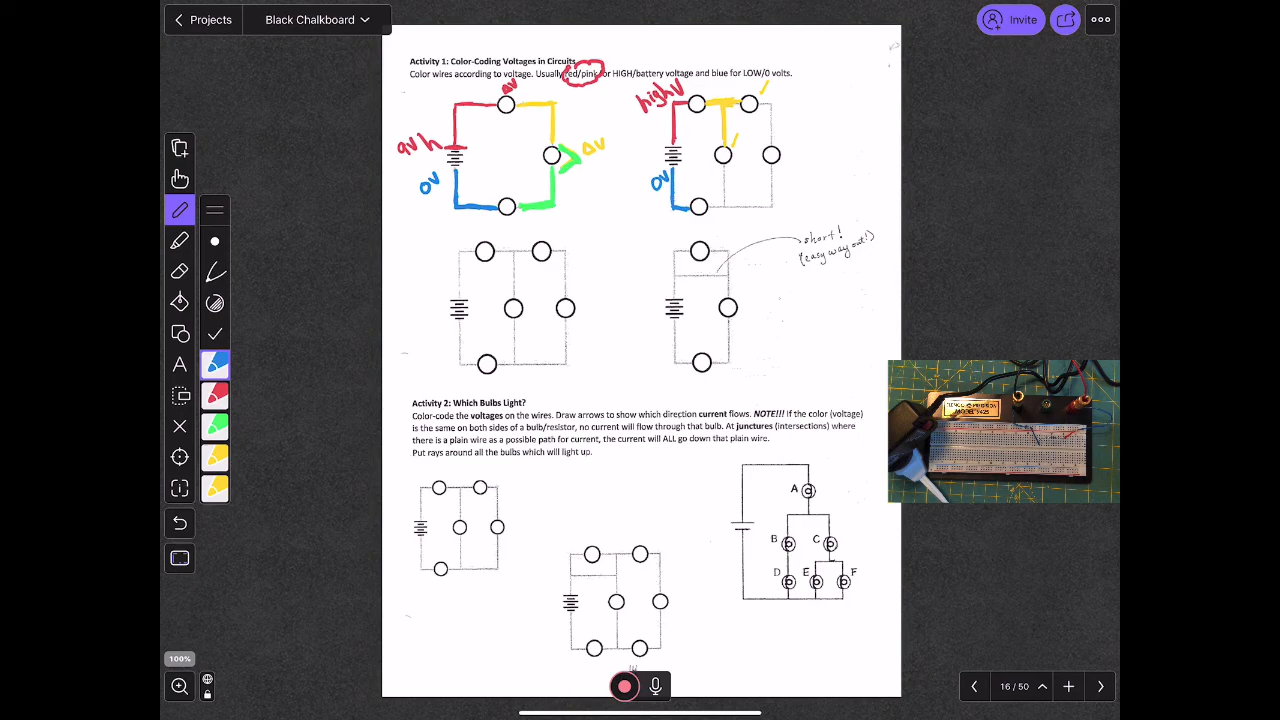 Projects
Black Chalkboard
Invite
Activity 1: Color-Coding Voltages in Circuits
Color wires according to voltage. Usually red/pink for HIGH/battery voltage and blue for LOW/0 volts.
ΔV
high V
9V h
ΔV
0V
0V
short!
(easy way out!)
Activity 2: Which Bulbs Light?
Color-code the voltages on the wires. Draw arrows to show which direction current flows. NOTE!!! If the color (voltage)
is the same on both sides of a bulb/resistor, no current will flow through that bulb. At junctures (intersections) where
there is a plain wire as a possible path for current, the current will ALL go down that plain wire.
Put rays around all the bulbs which will light up.
A
B C
D E F
100%
16 / 50